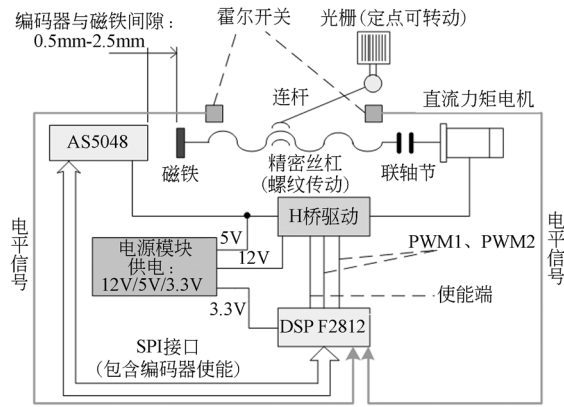 编码器与磁铁间隙:
0.5mm-2.5mm
霍尔开关
光栅(定点可转动)
连杆
直流力矩电机
AS5048
磁铁
精密丝杠
(螺纹传动)
联轴节
H桥驱动
电平信号
电平信号
5V
12V
PWM1、PWM2
电源模块
供电:
12V/5V/3.3V
使能端
3.3V
DSP F2812
SPI接口
(包含编码器使能)